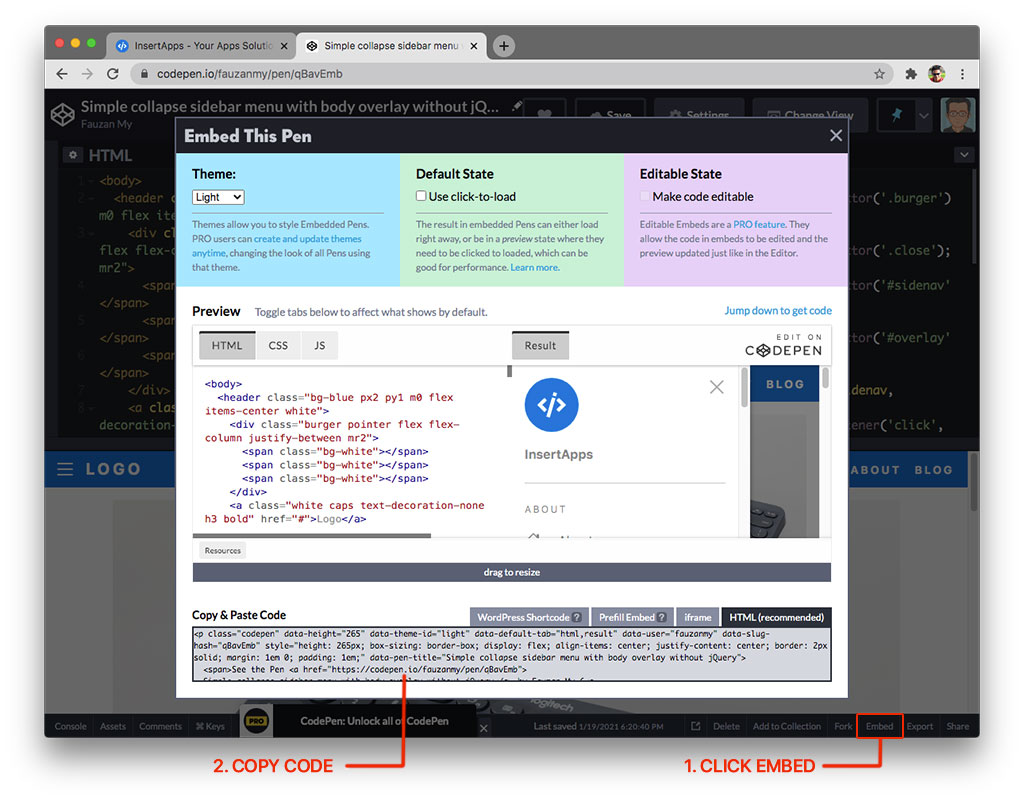 InsertApps - Your Apps Solutio
Simple collapse sidebar menu
codepen.io/fauzanmy/pen/qBavEmb
Simple collapse sidebar menu with body overlay without jQ...
Fauzan My
Save
Settings
Change View
Embed This Pen
HTML
1 <body>
2 <header c
m0 flex ite
3 <div cl
flex flex-c
mr2">
4 <span
</span>
5 <span
</span>
6 <span
</span>
7 </div>
8 <a clas
decoration-
tor('.burger')
tor('.close');
tor('#sidenav'
tor('#overlay'
denav,
ener('click',
Theme:
Light
Themes allow you to style Embedded Pens.
PRO users can create and update themes
anytime, changing the look of all Pens using
that theme.
Default State
Use click-to-load
The result in embedded Pens can either load
right away, or be in a preview state where they
need to be clicked to loaded, which can be
good for performance. Learn more.
Editable State
Make code editable
Editable Embeds are a PRO feature. They
allow the code in embeds to be edited and the
preview updated just like in the Editor.
Preview Toggle tabs below to affect what shows by default. Jump down to get code
HTML CSS JS Result
EDIT ON
CODEPEN
<body>
<header class="bg-blue px2 py1 m0 flex
items-center white">
<div class="burger pointer flex flex-
column justify-between mr2">
<span class="bg-white"></span>
<span class="bg-white"></span>
<span class="bg-white"></span>
</div>
<a class="white caps text-decoration-none
h3 bold" href="#">Logo</a>
InsertApps
ABOUT
BLOG
LOGO
ABOUT BLOG
Resources
drag to resize
Copy & Paste Code WordPress Shortcode ? Prefill Embed ? iframe HTML (recommended)
<p class="codepen" data-height="265" data-theme-id="light" data-default-tab="html,result" data-user="fauzanmy" data-slug-
hash="qBavEmb" style="height: 265px; box-sizing: border-box; display: flex; align-items: center; justify-content: center; border: 2px
solid; margin: 1em 0; padding: 1em;" data-pen-title="Simple collapse sidebar menu with body overlay without jQuery">
<span>See the Pen <a href="https://codepen.io/fauzanmy/pen/qBavEmb">
logitech
Console Assets Comments ⌘ Keys PRO CodePen: Unlock all of CodePen Last saved 1/19/2021 6:20:40 PM Delete Add to Collection Fork Embed Export Share
2. COPY CODE
1. CLICK EMBED